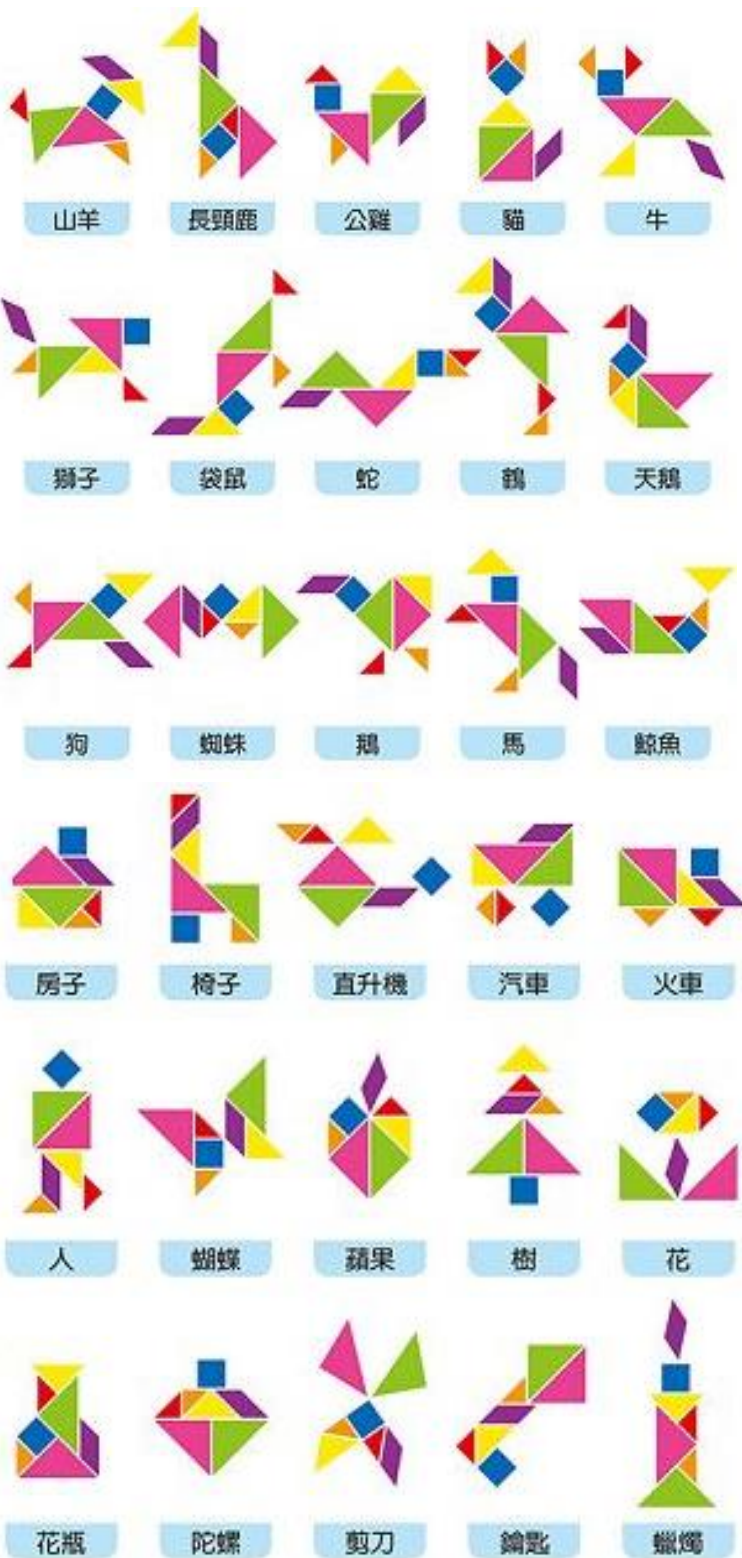 山羊 長頸鹿 公雞 貓 牛
獅子 袋鼠 蛇 鶴 天鵝
狗 蜘蛛 鵝 馬 鯨魚
房子 椅子 直升機 汽車 火車
人 蝴蝶 蘋果 樹 花
花瓶 陀螺 剪刀 鑰匙 蠟燭